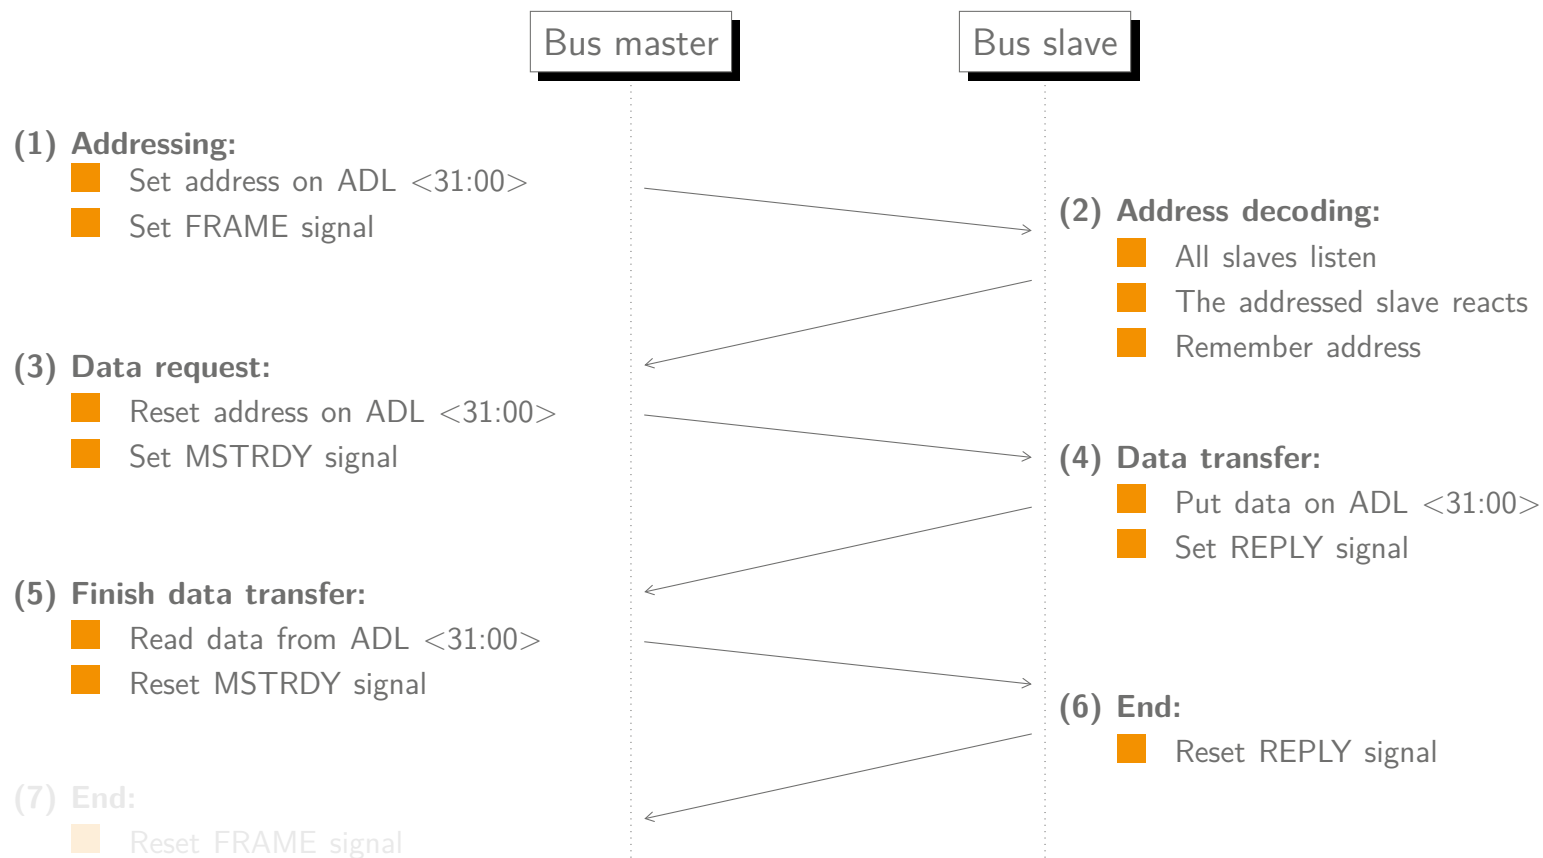 Bus master
Bus slave
(1) Addressing:
Set address on ADL <31:00>
Set FRAME signal
(2) Address decoding:
All slaves listen
The addressed slave reacts
Remember address
(3) Data request:
Reset address on ADL <31:00>
Set MSTRDY signal
(4) Data transfer:
Put data on ADL <31:00>
Set REPLY signal
(5) Finish data transfer:
Read data from ADL <31:00>
Reset MSTRDY signal
(6) End:
Reset REPLY signal
(7) End:
Reset FRAME signal